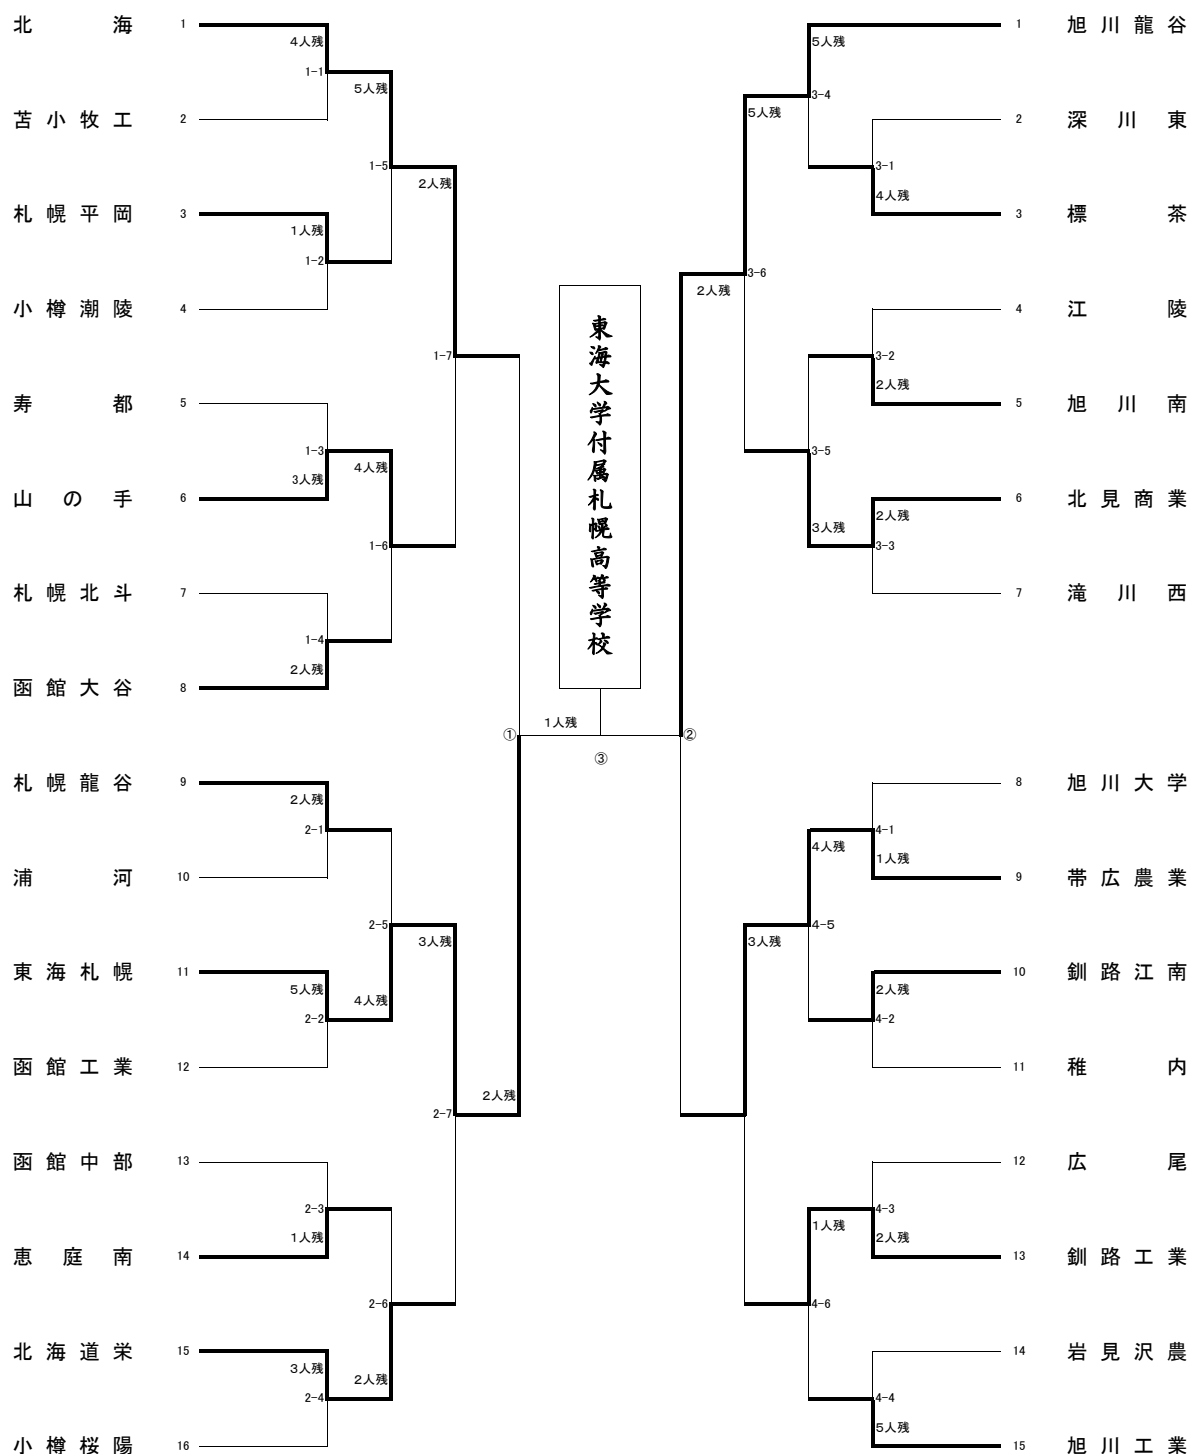 北海 1
4人残
1-1
5人残
苫小牧工 2
1-5
2人残
札幌平岡 3
1人残
1-2
小樽潮陵 4
1-7
寿都 5
1-3
4人残
3人残
山の手 6
1-6
札幌北斗 7
1-4
2人残
函館大谷 8
札幌龍谷 9
2人残
2-1
浦河 10
2-5
3人残
東海札幌 11
5人残
4人残
2-2
函館工業 12
2人残
2-7
函館中部 13
2-3
1人残
恵庭南 14
2-6
北海道栄 15
3人残
2人残
2-4
小樽桜陽 16
東海大学付属札幌高等学校
1人残
①
②
③
1 旭川龍谷
5人残
3-4
5人残
2 深川東
3-1
4人残
3 標茶
3-6
2人残
4 江陵
3-2
2人残
5 旭川南
3-5
6 北見商業
2人残
3人残
3-3
7 滝川西
8 旭川大学
4-1
4人残
1人残
9 帯広農業
4-5
3人残
10 釧路江南
2人残
4-2
11 稚内
12 広尾
4-3
1人残
2人残
13 釧路工業
4-6
14 岩見沢農
4-4
5人残
15 旭川工業